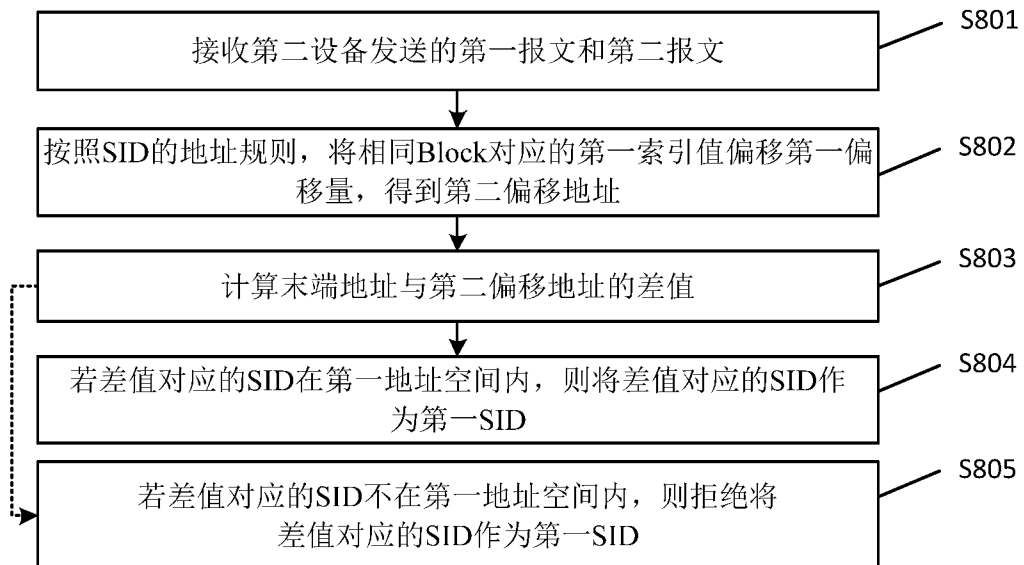 接收第二设备发送的第一报文和第二报文
S801
按照SID的地址规则，将相同Block对应的第一索引值偏移第一偏
移量，得到第二偏移地址
S802
计算末端地址与第二偏移地址的差值
S803
若差值对应的SID在第一地址空间内，则将差值对应的SID作
为第一SID
S804
若差值对应的SID不在第一地址空间内，则拒绝将
差值对应的SID作为第一SID
S805